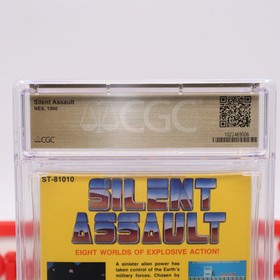 Silent Assault
NES, 1990
CGC
CGC
1022469006
ST-81010
SILENT
ASSAULT
EIGHT WORLDS OF EXPLOSIVE ACTION!
A sinister alien power has
taken control of the Earth's
military forces. Chosen by